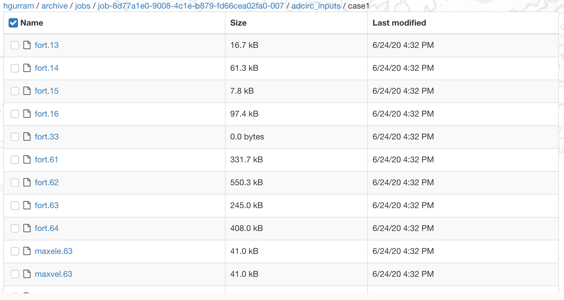 hgurram / archive / jobs / job-8d77a1e0-9008-4c1e-b879-fd66cea02fa0-007 / adcirc_inputs / case1
Name Size Last modified
fort.13 16.7 kB 6/24/20 4:32 PM
fort.14 61.3 kB 6/24/20 4:32 PM
fort.15 7.8 kB 6/24/20 4:32 PM
fort.16 97.4 kB 6/24/20 4:32 PM
fort.33 0.0 bytes 6/24/20 4:32 PM
fort.61 331.7 kB 6/24/20 4:32 PM
fort.62 550.3 kB 6/24/20 4:32 PM
fort.63 245.0 kB 6/24/20 4:32 PM
fort.64 408.0 kB 6/24/20 4:32 PM
maxele.63 41.0 kB 6/24/20 4:32 PM
maxvel.63 41.0 kB 6/24/20 4:32 PM